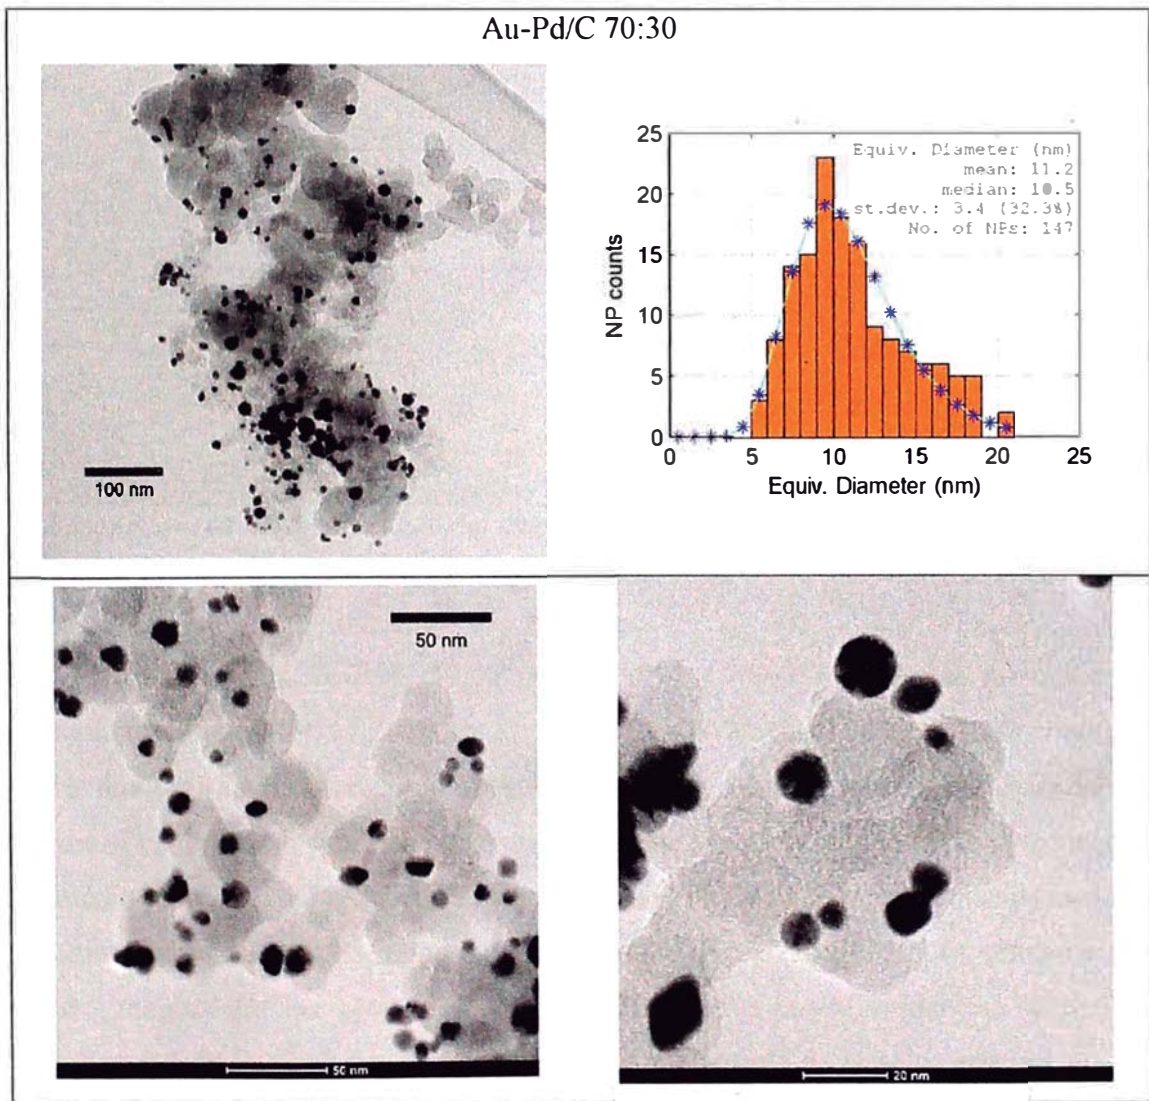 Au-Pd/C 70:30
100 nm
25
20
15
10
5
0
NP counts
Equiv. Diameter (nm)
mean: 11.2
median: 10.5
st.dev.: 3.4 (32.38)
No. of NPs: 147
0 5 10 15 20 25
Equiv. Diameter (nm)
50 nm
50 nm
20 nm